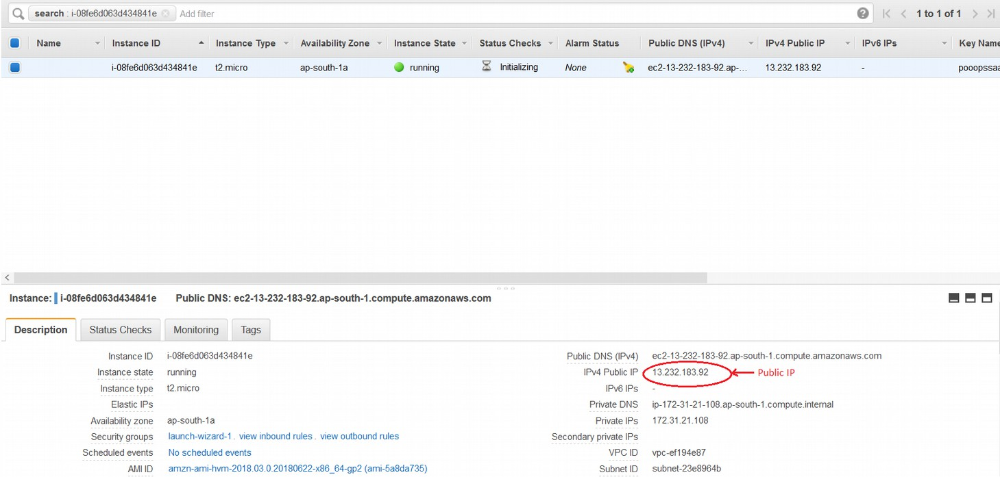 search : i-08fe6d063d434841e Add filter 1 to 1 of 1
Name Instance ID Instance Type Availability Zone Instance State Status Checks Alarm Status Public DNS (IPv4) IPv4 Public IP IPv6 IPs Key Name
i-08fe6d063d434841e t2.micro ap-south-1a running Initializing None ec2-13-232-183-92.ap-... 13.232.183.92 - pooopssaa
Instance: i-08fe6d063d434841e Public DNS: ec2-13-232-183-92.ap-south-1.compute.amazonaws.com
Description Status Checks Monitoring Tags
Instance ID i-08fe6d063d434841e Public DNS (IPv4) ec2-13-232-183-92.ap-south-1.compute.amazonaws.com
Instance state running IPv4 Public IP 13.232.183.92 Public IP
Instance type t2.micro IPv6 IPs -
Elastic IPs Private DNS ip-172-31-21-108.ap-south-1.compute.internal
Availability zone ap-south-1a Private IPs 172.31.21.108
Security groups launch-wizard-1. view inbound rules. view outbound rules Secondary private IPs
Scheduled events No scheduled events VPC ID vpc-ef194e87
AMI ID amzn-ami-hvm-2018.03.0.20180622-x86_64-gp2 (ami-5a8da735) Subnet ID subnet-23e8964b